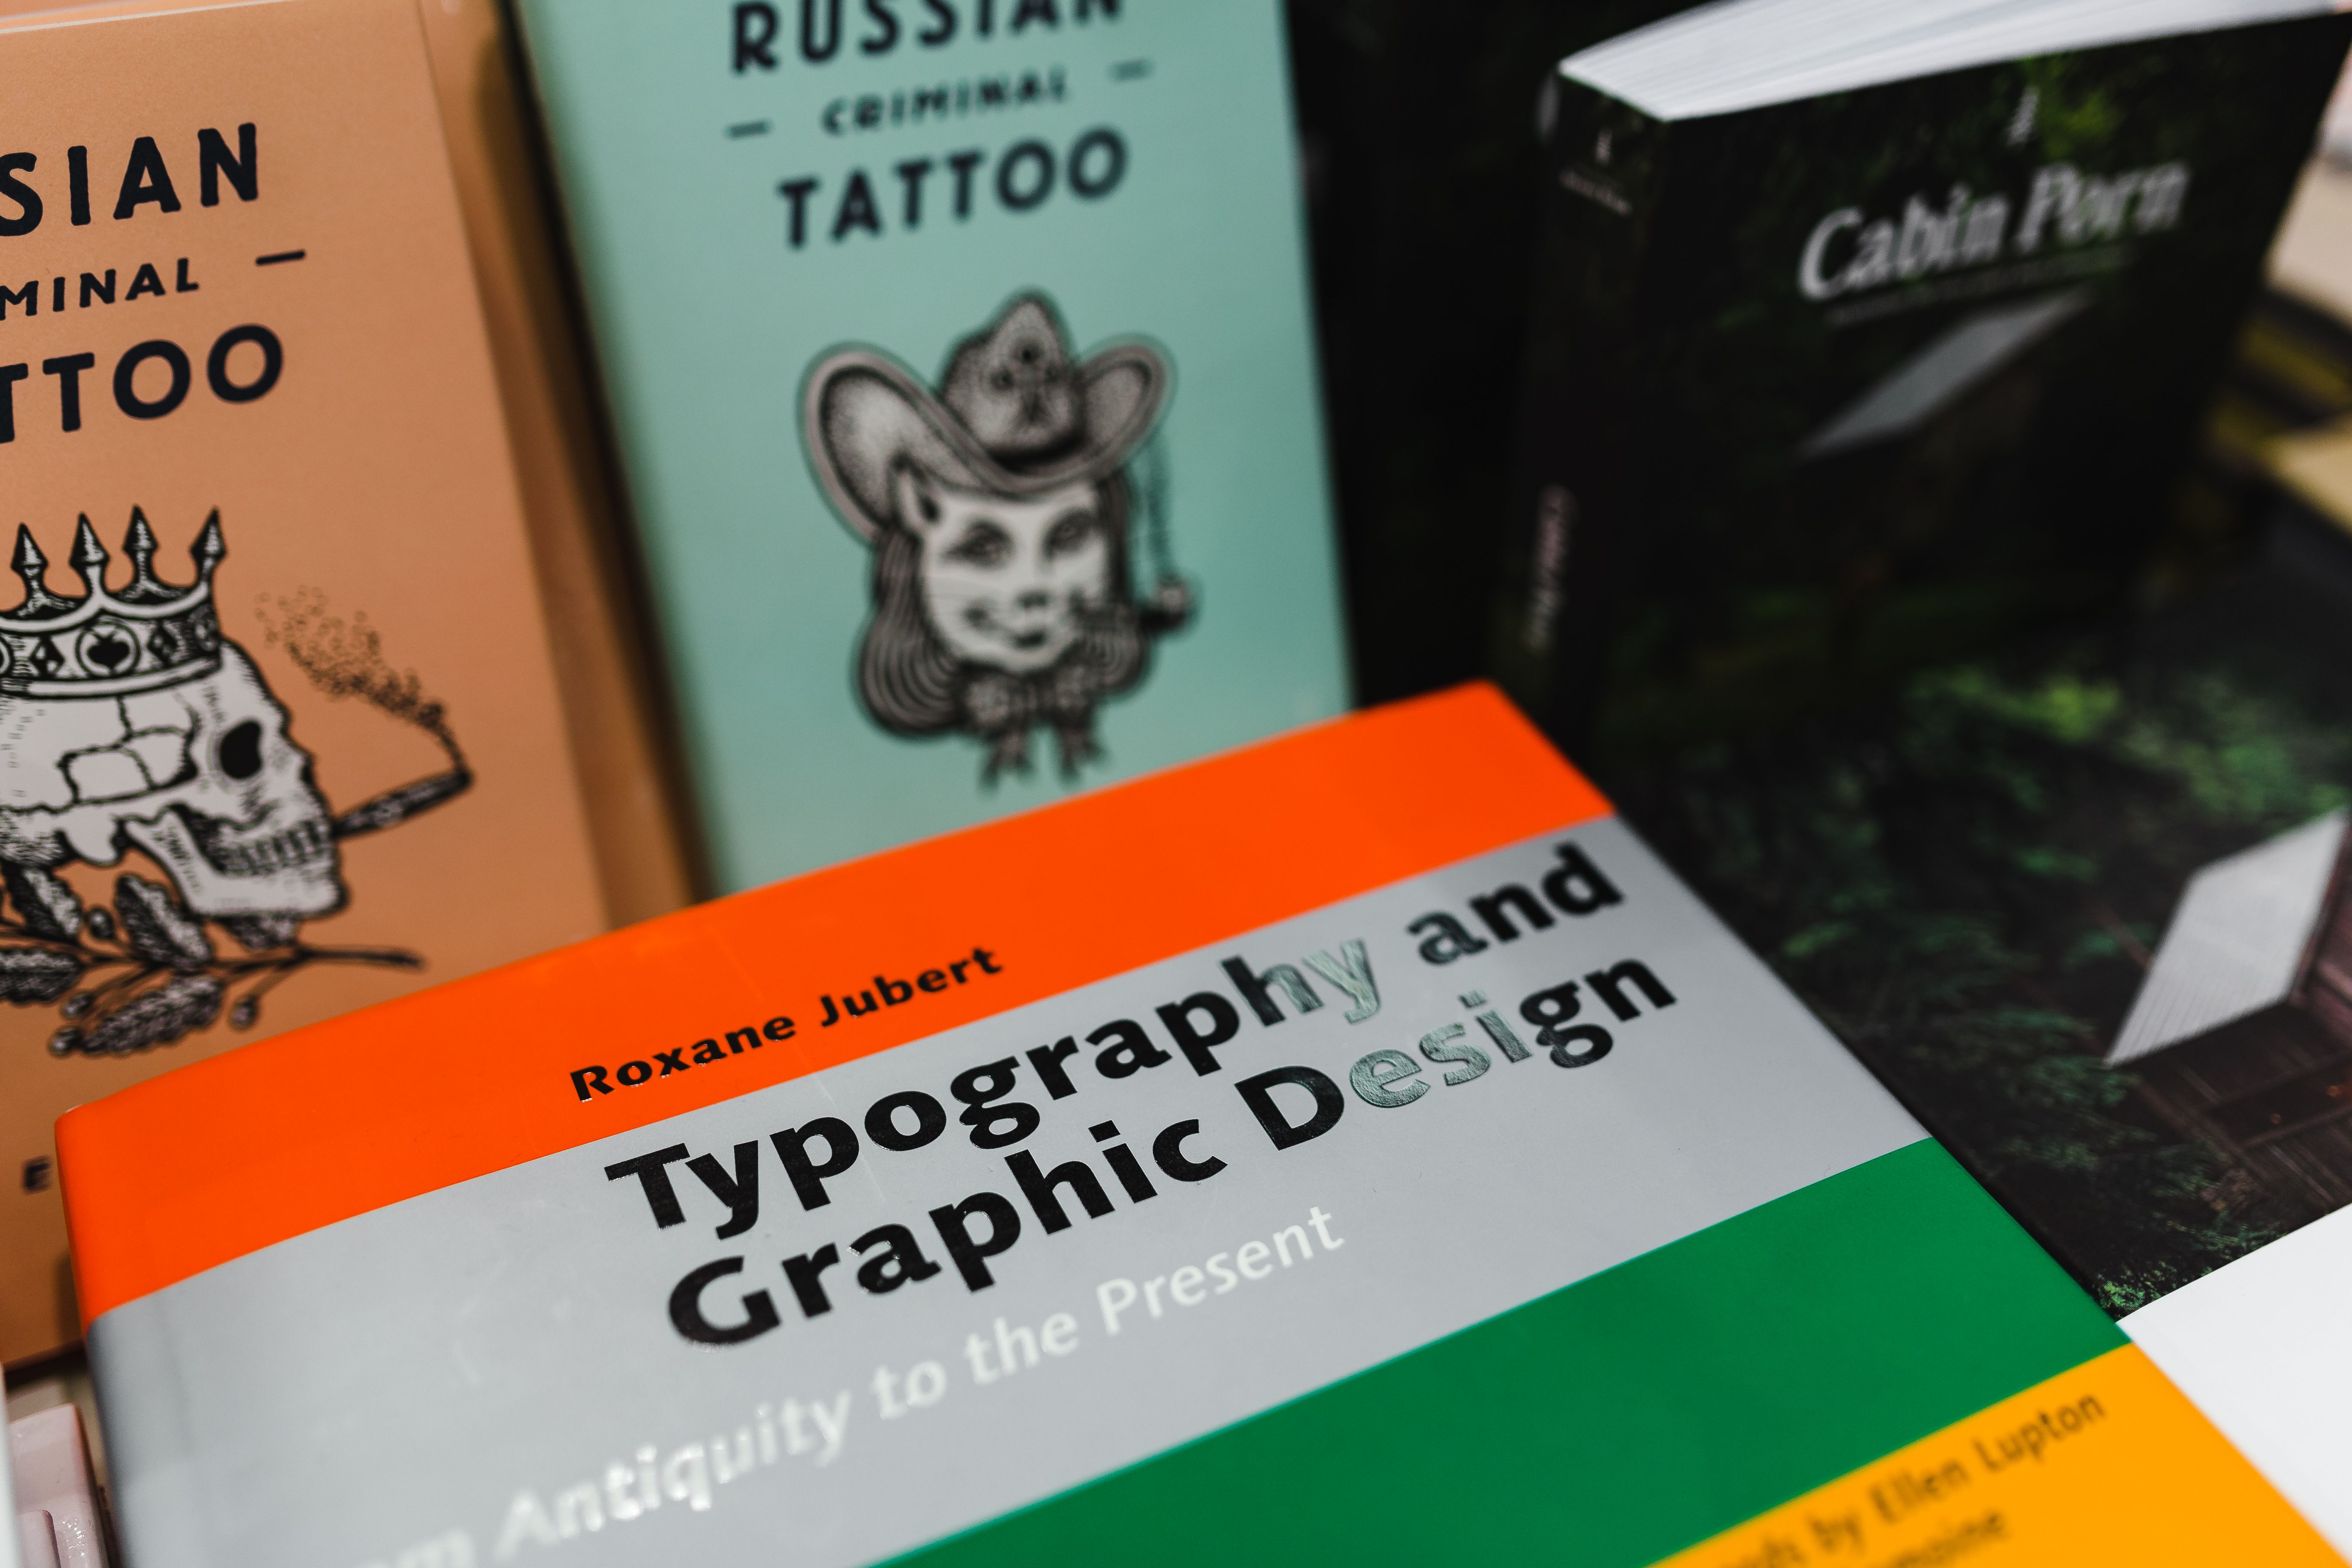 SIAN
MINAL —
TTOO
RUSSIAN
— CRIMINAL —
TATTOO
Cabin Porn
Roxane Jubert
Typography and
Graphic Design
Antiquity to the Present
by Ellen Lupton